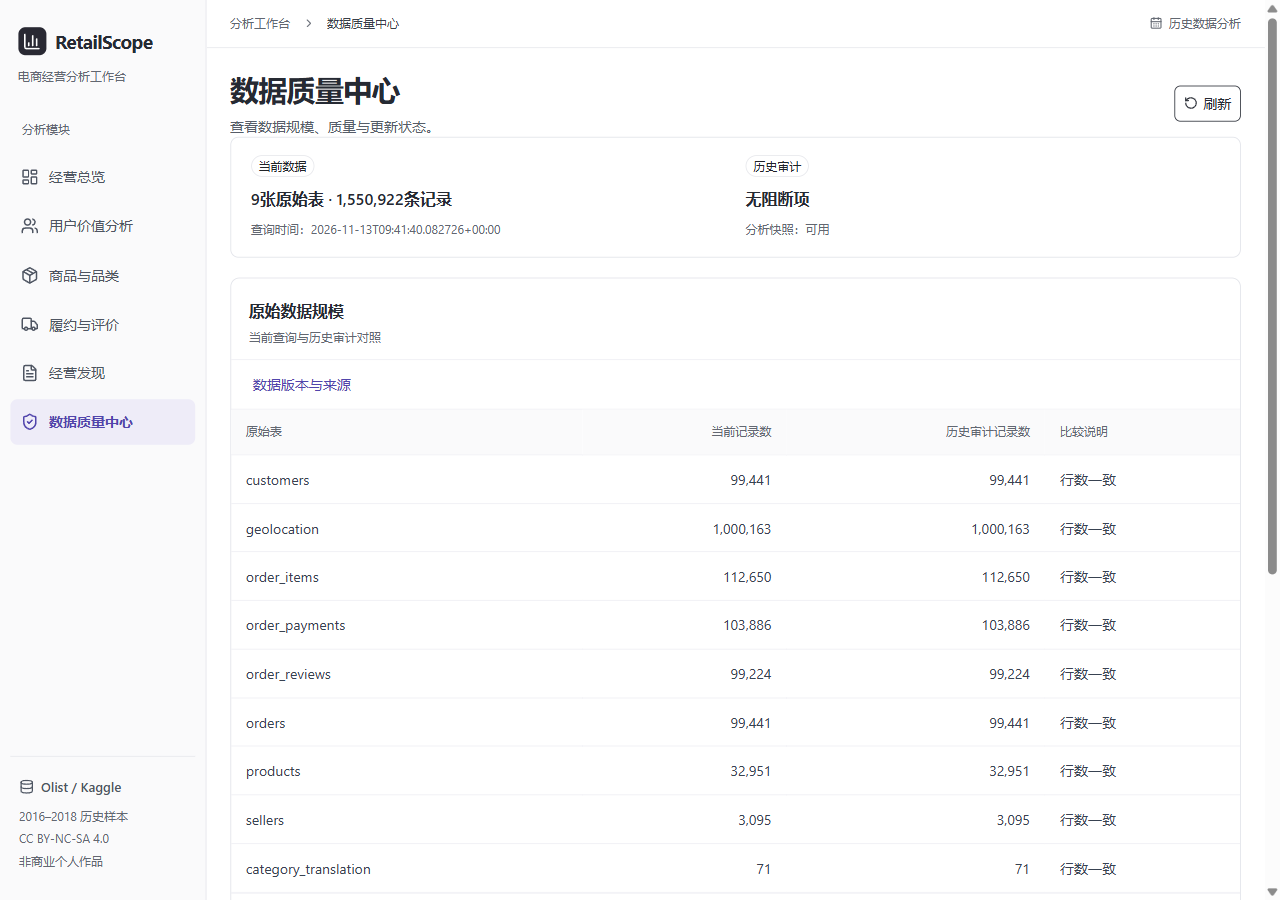 RetailScope
电商经营分析工作台
分析模块
经营总览
用户价值分析
商品与品类
履约与评价
经营发现
数据质量中心
Olist / Kaggle
2016–2018 历史样本
CC BY-NC-SA 4.0
非商业个人作品
分析工作台 > 数据质量中心
历史数据分析
数据质量中心
查看数据规模、质量与更新状态。
刷新
当前数据
9张原始表 · 1,550,922条记录
查询时间：2026-11-13T09:41:40.082726+00:00
历史审计
无阻断项
分析快照：可用
原始数据规模
当前查询与历史审计对照
数据版本与来源
原始表 当前记录数 历史审计记录数 比较说明
customers 99,441 99,441 行数一致
geolocation 1,000,163 1,000,163 行数一致
order_items 112,650 112,650 行数一致
order_payments 103,886 103,886 行数一致
order_reviews 99,224 99,224 行数一致
orders 99,441 99,441 行数一致
products 32,951 32,951 行数一致
sellers 3,095 3,095 行数一致
category_translation 71 71 行数一致